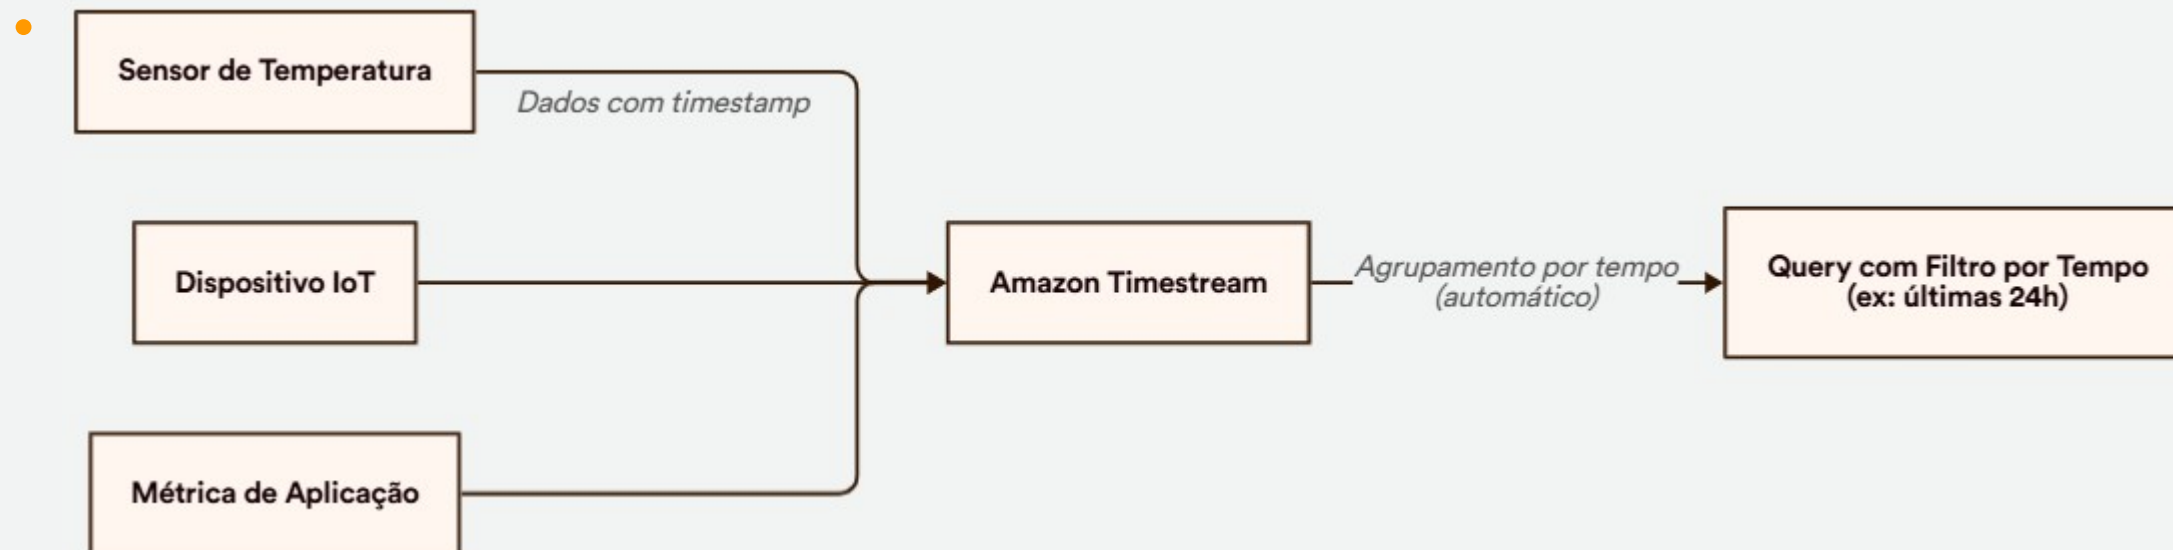 Sensor de Temperatura
Dados com timestamp
Dispositivo IoT
Amazon Timestream
Agrupamento por tempo
(automático)
Query com Filtro por Tempo
(ex: últimas 24h)
Métrica de Aplicação